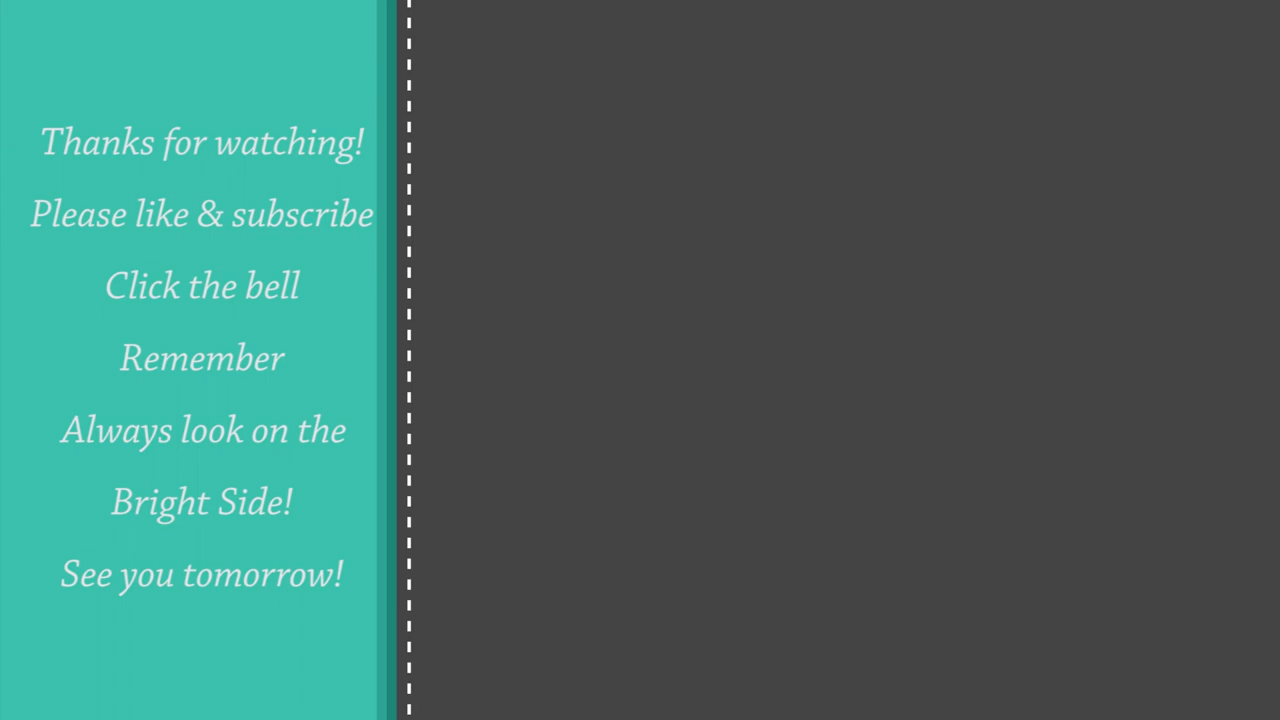 Thanks for watching!
Please like & subscribe
Click the bell
Remember
Always look on the
Bright Side!
See you tomorrow!